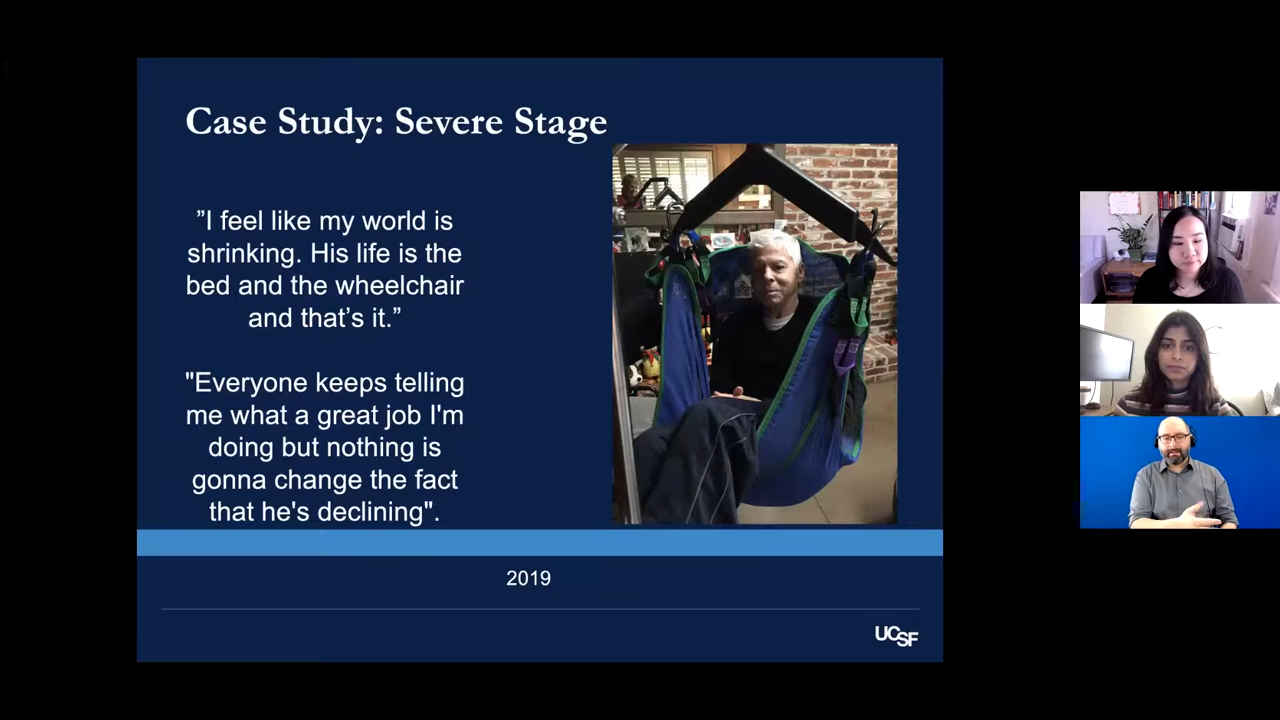 Case Study: Severe Stage
”I feel like my world is
shrinking. His life is the
bed and the wheelchair
and that’s it.”
"Everyone keeps telling
me what a great job I'm
doing but nothing is
gonna change the fact
that he's declining".
2019
UCSF